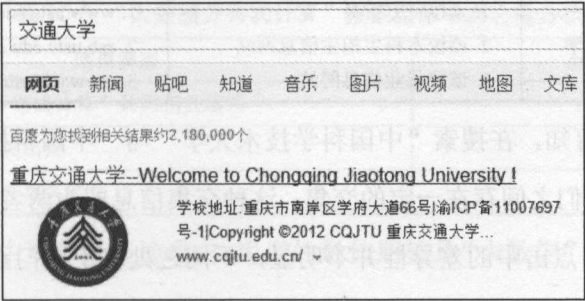 交通大学
网页 新闻 贴吧 知道 音乐 图片 视频 地图 文库
百度为您找到相关结果约2,180,000个
重庆交通大学--Welcome to Chongqing Jiaotong University !
学校地址:重庆市南岸区学府大道66号|渝ICP备11007697
号-1|Copyright ©2012 CQJTU 重庆交通大学...
www.cqjtu.edu.cn/